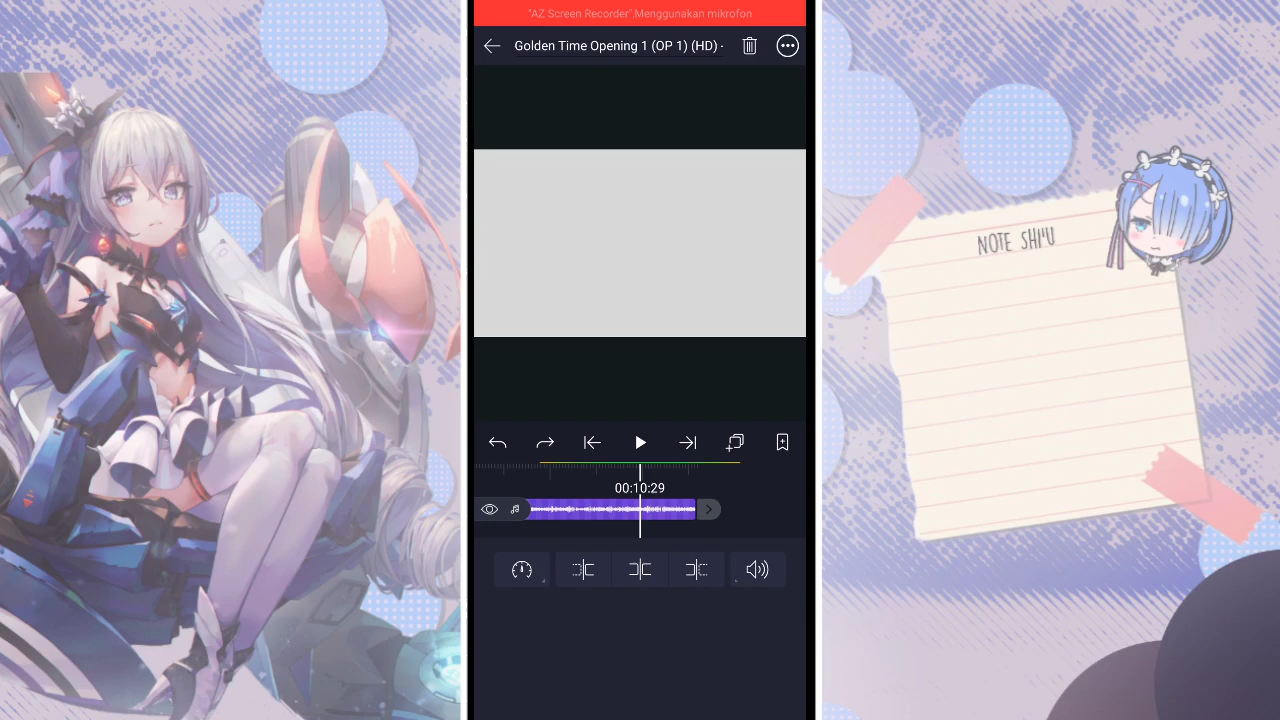 "AZ Screen Recorder",Menggunakan mikrofon
Golden Time Opening 1 (OP 1) (HD) -
NOTE SHI'U
00:10:29